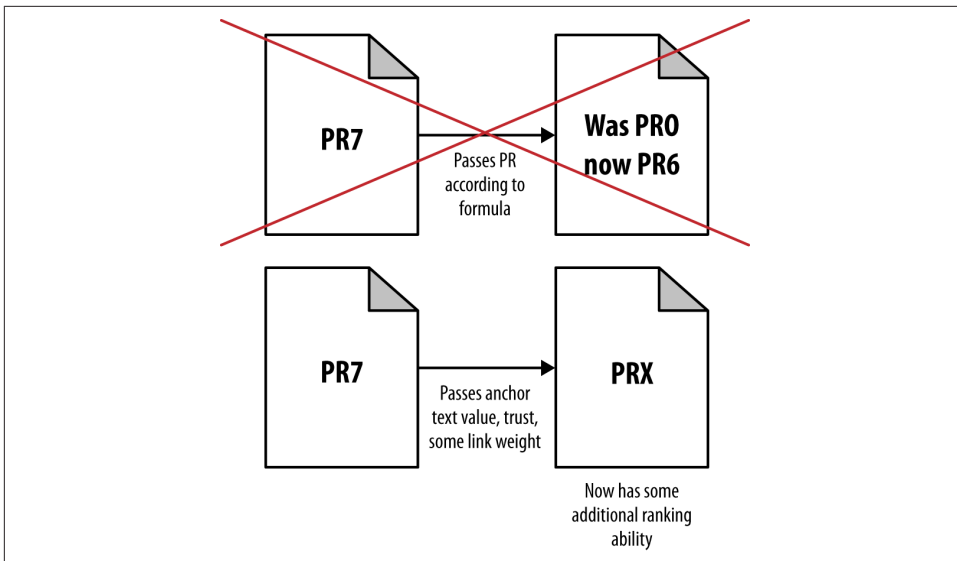 PR7
Was PR0
now PR6
Passes PR
according to
formula
PR7
PRX
Passes anchor
text value, trust,
some link weight
Now has some
additional ranking
ability